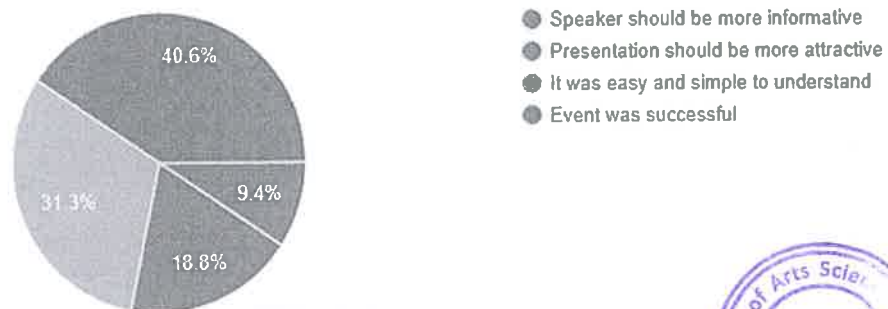 40.6%
9.4%
31.3%
18.8%
Speaker should be more informative
Presentation should be more attractive
It was easy and simple to understand
Event was successful
of Arts